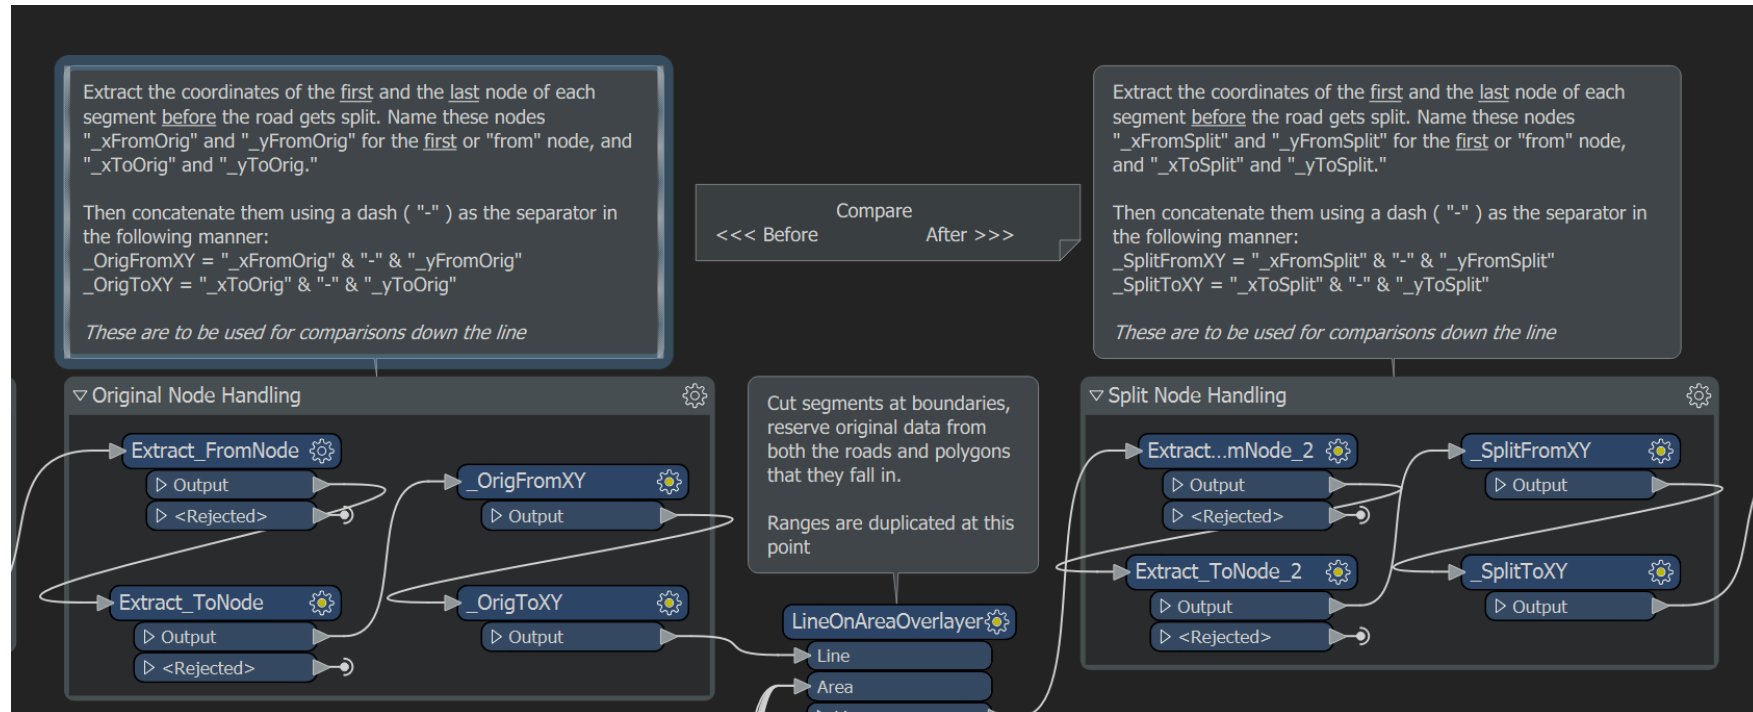 Extract the coordinates of the first and the last node of each
segment before the road gets split. Name these nodes
"_xFromOrig" and "_yFromOrig" for the first or "from" node, and
"_xToOrig" and "_yToOrig."
Then concatenate them using a dash ( "-" ) as the separator in
the following manner:
_OrigFromXY = "_xFromOrig" & "-" & "_yFromOrig"
_OrigToXY = "_xToOrig" & "-" & "_yToOrig"
These are to be used for comparisons down the line
Compare
<<< Before After >>>
Extract the coordinates of the first and the last node of each
segment before the road gets split. Name these nodes
"_xFromSplit" and "_yFromSplit" for the first or "from" node,
and "_xToSplit" and "_yToSplit."
Then concatenate them using a dash ( "-" ) as the separator in
the following manner:
_SplitFromXY = "_xFromSplit" & "-" & "_yFromSplit"
_SplitToXY = "_xToSplit" & "-" & "_yToSplit"
These are to be used for comparisons down the line
Original Node Handling
Extract_FromNode
Output
<Rejected>
Extract_ToNode
Output
<Rejected>
_OrigFromXY
Output
_OrigToXY
Output
Cut segments at boundaries,
reserve original data from
both the roads and polygons
that they fall in.
Ranges are duplicated at this
point
LineOnAreaOverlayer
Line
Area
Split Node Handling
Extract...mNode_2
Output
<Rejected>
Extract_ToNode_2
Output
<Rejected>
_SplitFromXY
Output
_SplitToXY
Output